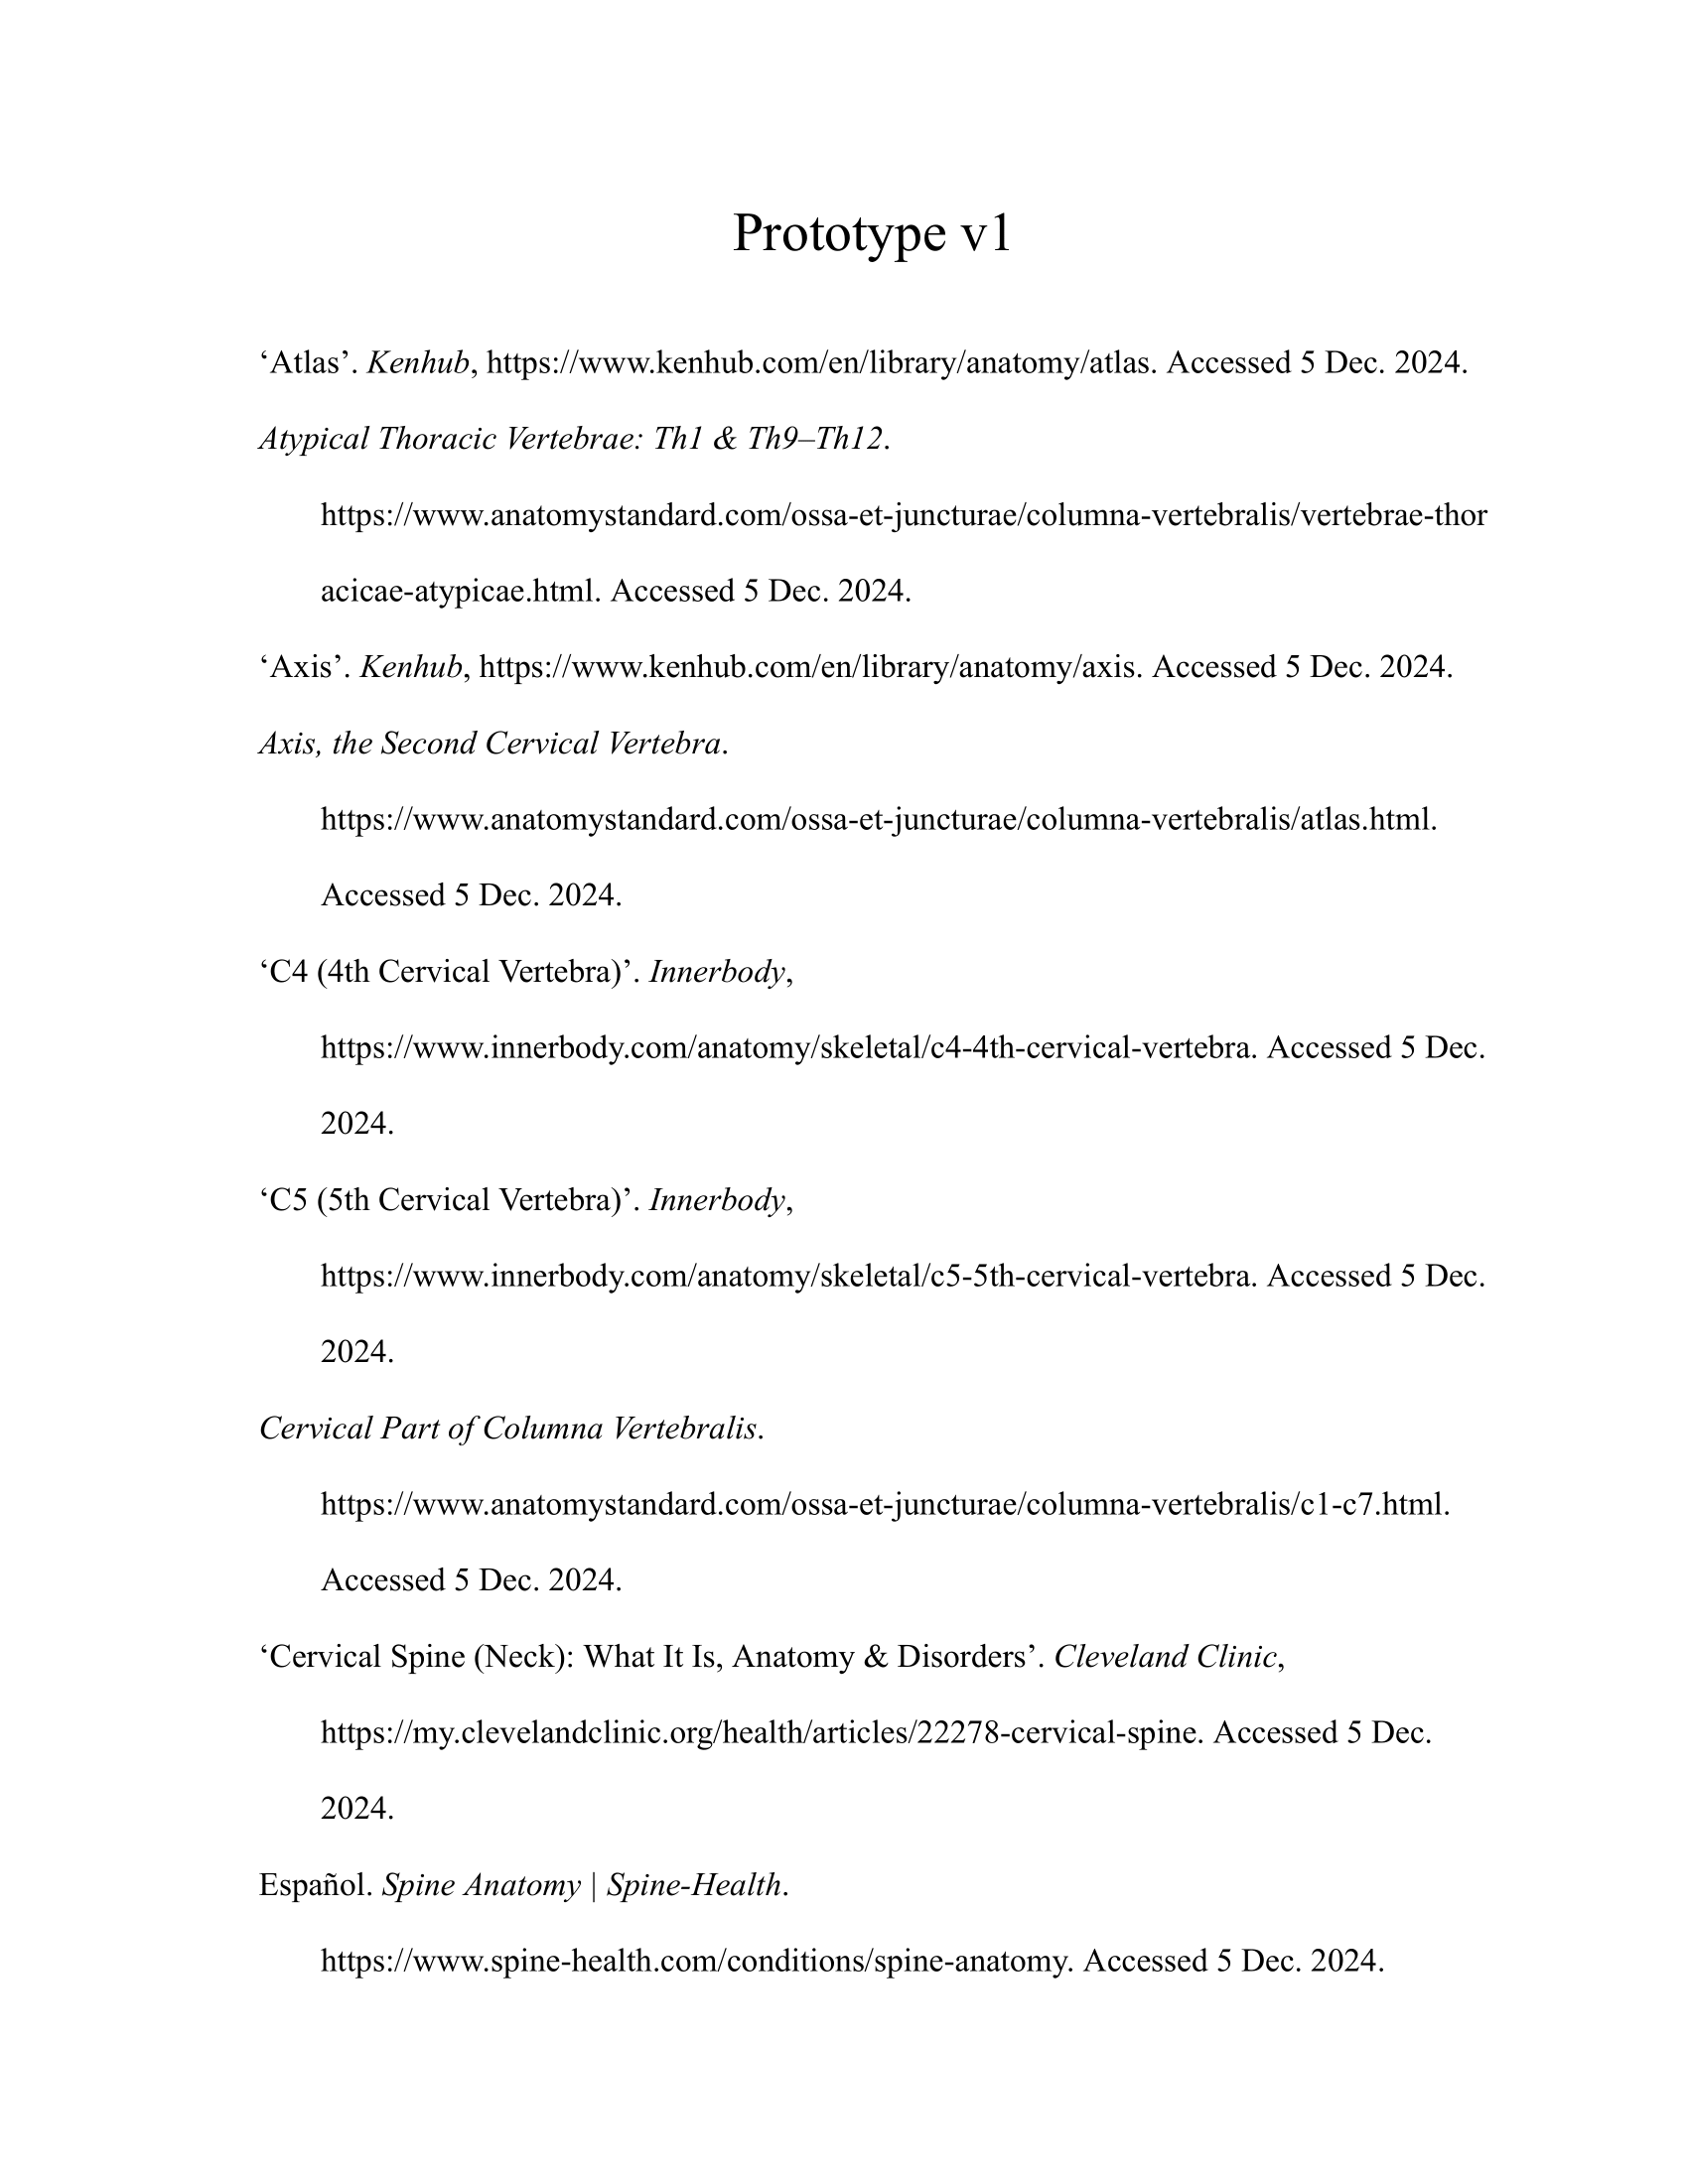 Prototype v1
‘Atlas’. Kenhub, https://www.kenhub.com/en/library/anatomy/atlas. Accessed 5 Dec. 2024.
Atypical Thoracic Vertebrae: Th1 & Th9–Th12.
https://www.anatomystandard.com/ossa-et-juncturae/columna-vertebralis/vertebrae-thor
acicae-atypicae.html. Accessed 5 Dec. 2024.
‘Axis’. Kenhub, https://www.kenhub.com/en/library/anatomy/axis. Accessed 5 Dec. 2024.
Axis, the Second Cervical Vertebra.
https://www.anatomystandard.com/ossa-et-juncturae/columna-vertebralis/atlas.html.
Accessed 5 Dec. 2024.
‘C4 (4th Cervical Vertebra)’. Innerbody,
https://www.innerbody.com/anatomy/skeletal/c4-4th-cervical-vertebra. Accessed 5 Dec.
2024.
‘C5 (5th Cervical Vertebra)’. Innerbody,
https://www.innerbody.com/anatomy/skeletal/c5-5th-cervical-vertebra. Accessed 5 Dec.
2024.
Cervical Part of Columna Vertebralis.
https://www.anatomystandard.com/ossa-et-juncturae/columna-vertebralis/c1-c7.html.
Accessed 5 Dec. 2024.
‘Cervical Spine (Neck): What It Is, Anatomy & Disorders’. Cleveland Clinic,
https://my.clevelandclinic.org/health/articles/22278-cervical-spine. Accessed 5 Dec.
2024.
Español. Spine Anatomy | Spine-Health.
https://www.spine-health.com/conditions/spine-anatomy. Accessed 5 Dec. 2024.